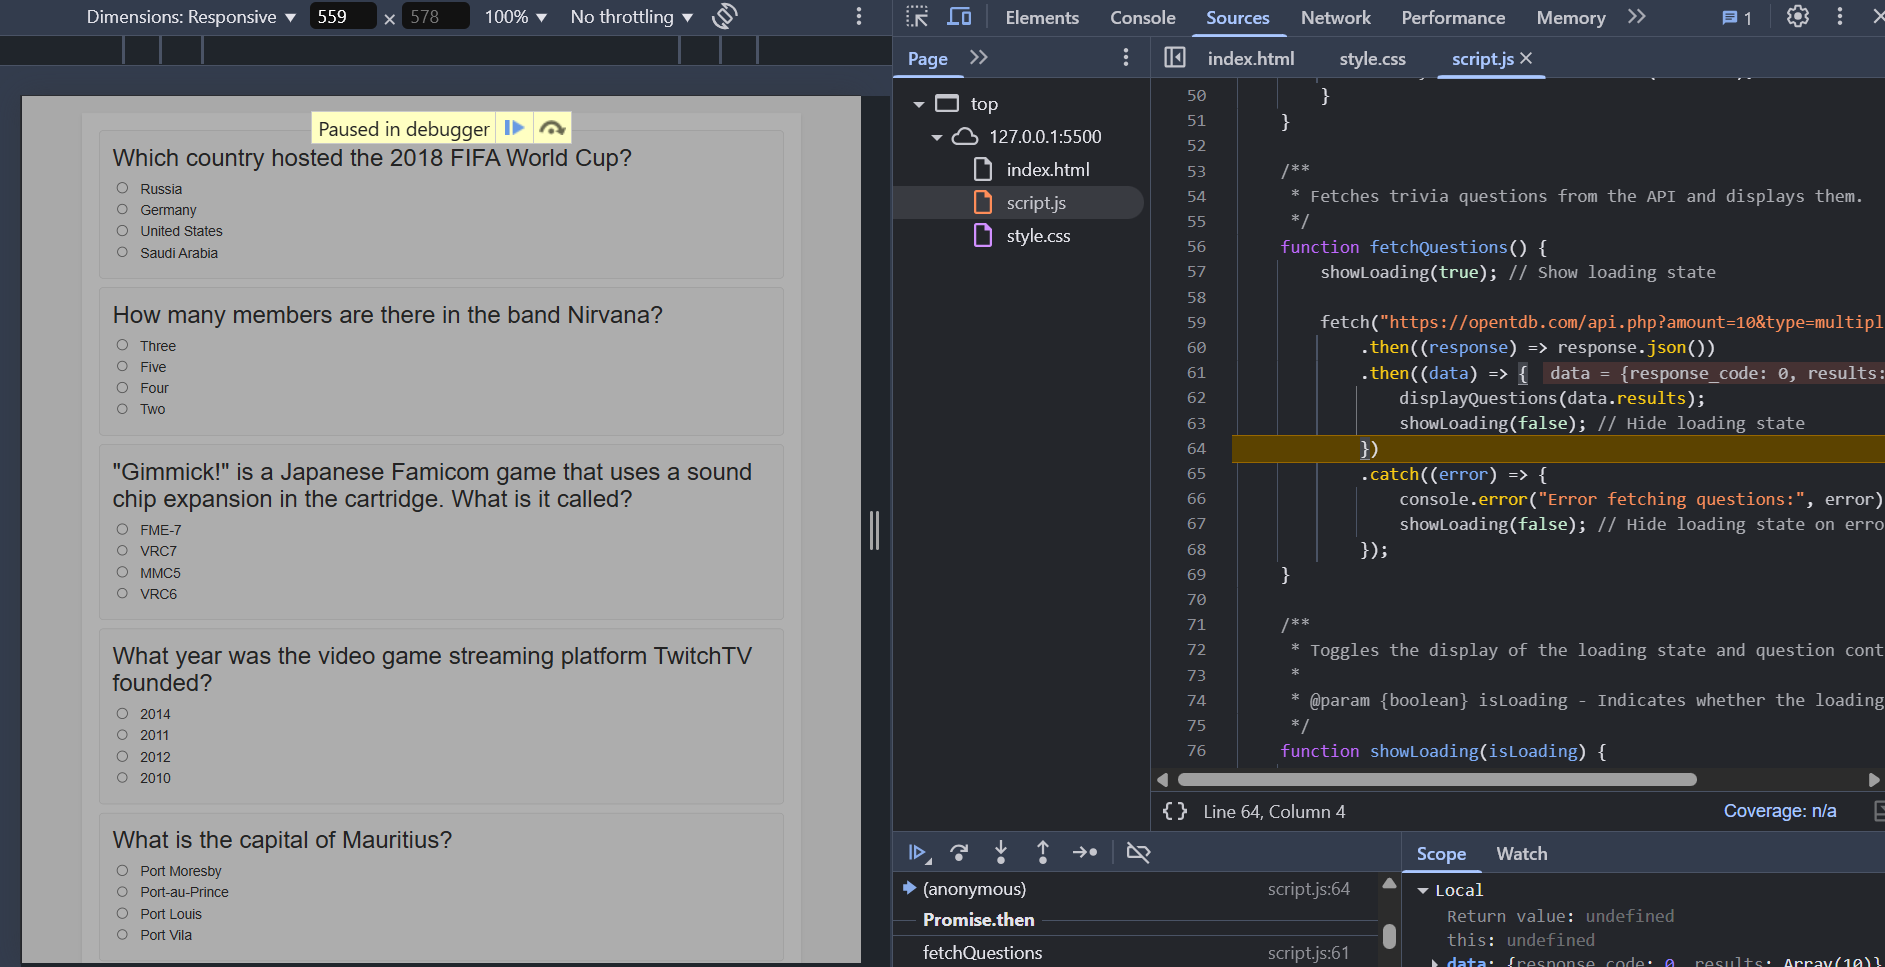 Dimensions: Responsive 559 × 578 100% No throttling
Paused in debugger
Which country hosted the 2018 FIFA World Cup?
Russia
Germany
United States
Saudi Arabia
How many members are there in the band Nirvana?
Three
Five
Four
Two
"Gimmick!" is a Japanese Famicom game that uses a sound
chip expansion in the cartridge. What is it called?
FME-7
VRC7
MMC5
VRC6
What year was the video game streaming platform TwitchTV
founded?
2014
2011
2012
2010
What is the capital of Mauritius?
Port Moresby
Port-au-Prince
Port Louis
Port Vila
Elements Console Sources Network Performance Memory 1
Page
top
127.0.0.1:5500
index.html
script.js
style.css
index.html style.css script.js
50 }
51 }
52
53 /**
54 * Fetches trivia questions from the API and displays them.
55 */
56 function fetchQuestions() {
57 showLoading(true); // Show loading state
58
59 fetch("https://opentdb.com/api.php?amount=10&type=multipl
60 .then((response) => response.json())
61 .then((data) => { data = {response_code: 0, results:
62 displayQuestions(data.results);
63 showLoading(false); // Hide loading state
64 })
65 .catch((error) => {
66 console.error("Error fetching questions:", error)
67 showLoading(false); // Hide loading state on erro
68 });
69 }
70
71 /**
72 * Toggles the display of the loading state and question cont
73 *
74 * @param {boolean} isLoading - Indicates whether the loading
75 */
76 function showLoading(isLoading) {
{} Line 64, Column 4 Coverage: n/a
(anonymous) script.js:64
Promise.then
fetchQuestions script.js:61
Scope Watch
Local
Return value: undefined
this: undefined
data: {response_code: 0, results: Array(10)}